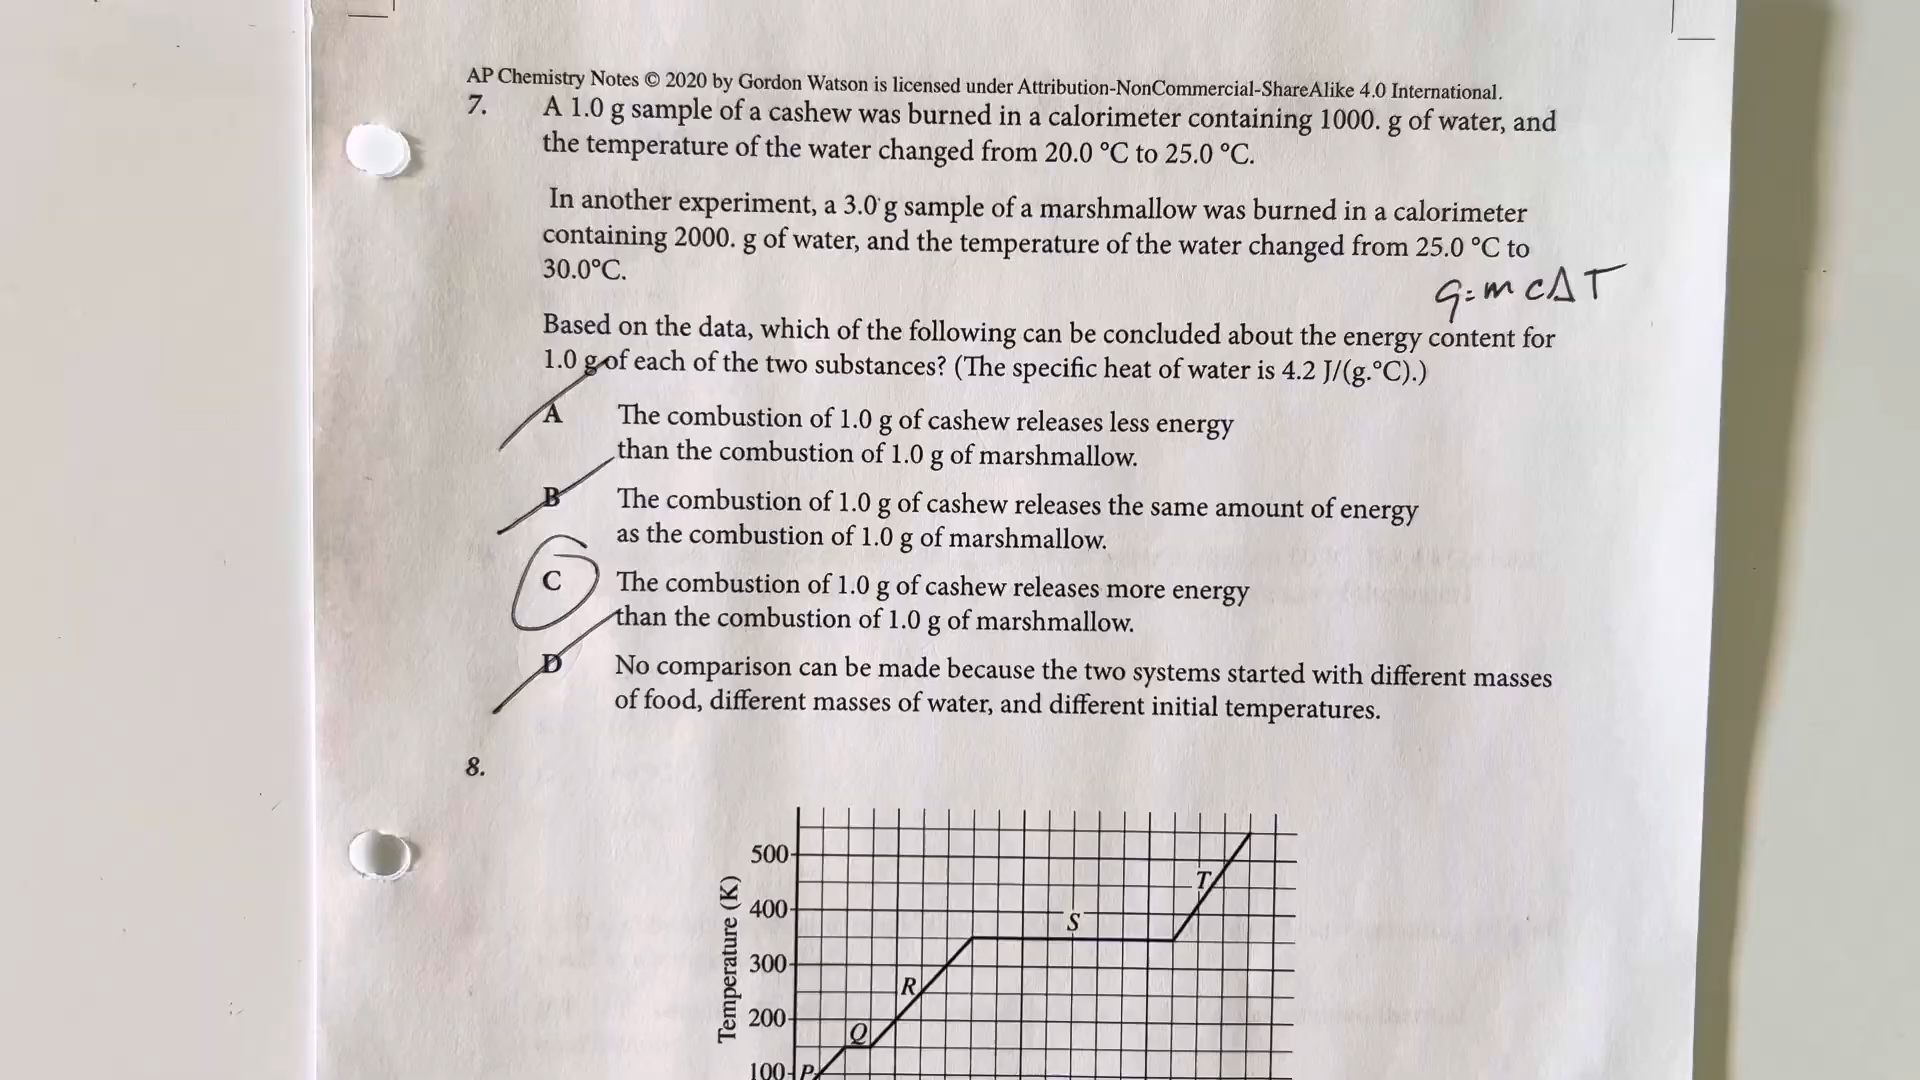 AP Chemistry Notes © 2020 by Gordon Watson is licensed under Attribution-NonCommercial-ShareAlike 4.0 International.
7. A 1.0 g sample of a cashew was burned in a calorimeter containing 1000. g of water, and
the temperature of the water changed from 20.0 °C to 25.0 °C.
In another experiment, a 3.0 g sample of a marshmallow was burned in a calorimeter
containing 2000. g of water, and the temperature of the water changed from 25.0 °C to
30.0°C.
q=mcΔT
Based on the data, which of the following can be concluded about the energy content for
1.0 g of each of the two substances? (The specific heat of water is 4.2 J/(g.°C).)
A The combustion of 1.0 g of cashew releases less energy
than the combustion of 1.0 g of marshmallow.
B The combustion of 1.0 g of cashew releases the same amount of energy
as the combustion of 1.0 g of marshmallow.
C The combustion of 1.0 g of cashew releases more energy
than the combustion of 1.0 g of marshmallow.
D No comparison can be made because the two systems started with different masses
of food, different masses of water, and different initial temperatures.
8.
Temperature (K)
500
400
300
200
100
P
Q
R
S
T